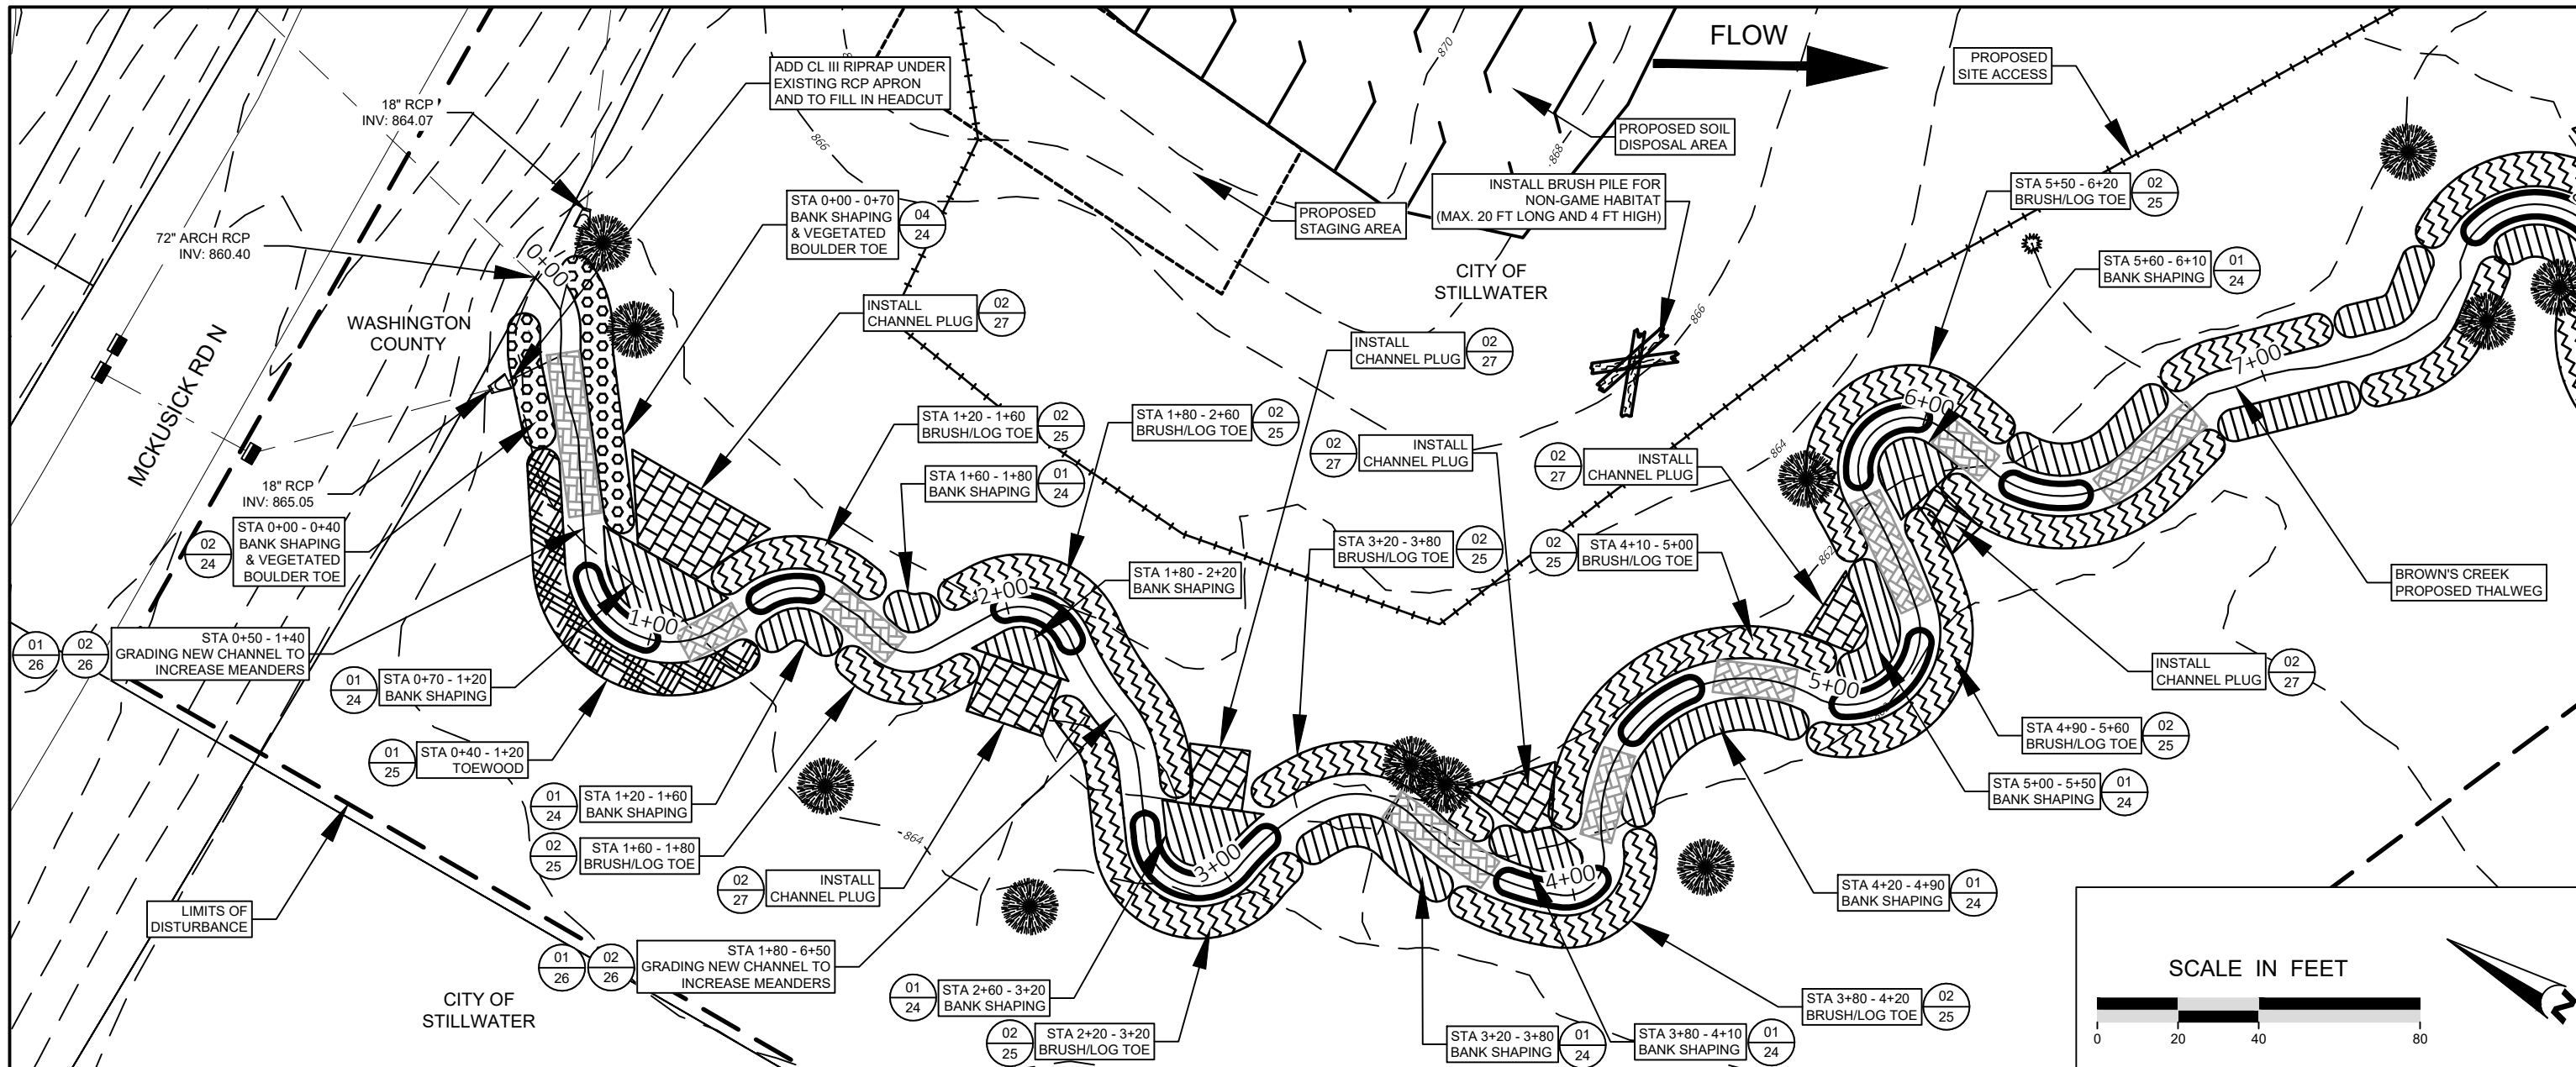 FLOW
ADD CL III RIPRAP UNDER
EXISTING RCP APRON
AND TO FILL IN HEADCUT
PROPOSED
SITE ACCESS
870
18" RCP
INV: 864.07
866
868
PROPOSED SOIL
DISPOSAL AREA
INSTALL BRUSH PILE FOR
NON-GAME HABITAT
(MAX. 20 FT LONG AND 4 FT HIGH)
STA 5+50 - 6+20
BRUSH/LOG TOE
02
25
STA 0+00 - 0+70
BANK SHAPING
& VEGETATED
BOULDER TOE
04
24
PROPOSED
STAGING AREA
72" ARCH RCP
INV: 860.40
0+00
CITY OF
STILLWATER
STA 5+60 - 6+10
BANK SHAPING
01
24
WASHINGTON
COUNTY
INSTALL
CHANNEL PLUG
02
27
866
INSTALL
CHANNEL PLUG
02
27
MCKUSICK RD N
7+00
6+00
STA 1+20 - 1+60
BRUSH/LOG TOE
02
25
STA 1+80 - 2+60
BRUSH/LOG TOE
02
25
02
27
INSTALL
CHANNEL PLUG
02
27
INSTALL
CHANNEL PLUG
864
18" RCP
INV: 865.05
STA 1+60 - 1+80
BANK SHAPING
01
24
02
24
STA 0+00 - 0+40
BANK SHAPING
& VEGETATED
BOULDER TOE
STA 3+20 - 3+80
BRUSH/LOG TOE
02
25
02
25
STA 4+10 - 5+00
BRUSH/LOG TOE
862
STA 1+80 - 2+20
BANK SHAPING
2+00
BROWN'S CREEK
PROPOSED THALWEG
1+00
01
26
02
26
STA 0+50 - 1+40
GRADING NEW CHANNEL TO
INCREASE MEANDERS
INSTALL
CHANNEL PLUG
02
27
01
24
STA 0+70 - 1+20
BANK SHAPING
5+00
STA 4+90 - 5+60
BRUSH/LOG TOE
02
25
01
25
STA 0+40 - 1+20
TOEWOOD
STA 5+00 - 5+50
BANK SHAPING
01
24
01
24
STA 1+20 - 1+60
BANK SHAPING
864
02
25
STA 1+60 - 1+80
BRUSH/LOG TOE
3+00
4+00
02
27
INSTALL
CHANNEL PLUG
STA 4+20 - 4+90
BANK SHAPING
01
24
LIMITS OF
DISTURBANCE
01
26
02
26
STA 1+80 - 6+50
GRADING NEW CHANNEL TO
INCREASE MEANDERS
01
24
STA 2+60 - 3+20
BANK SHAPING
STA 3+80 - 4+20
BRUSH/LOG TOE
02
25
CITY OF
STILLWATER
02
25
STA 2+20 - 3+20
BRUSH/LOG TOE
STA 3+20 - 3+80
BANK SHAPING
01
24
STA 3+80 - 4+10
BANK SHAPING
01
24
SCALE IN FEET
0 20 40 80